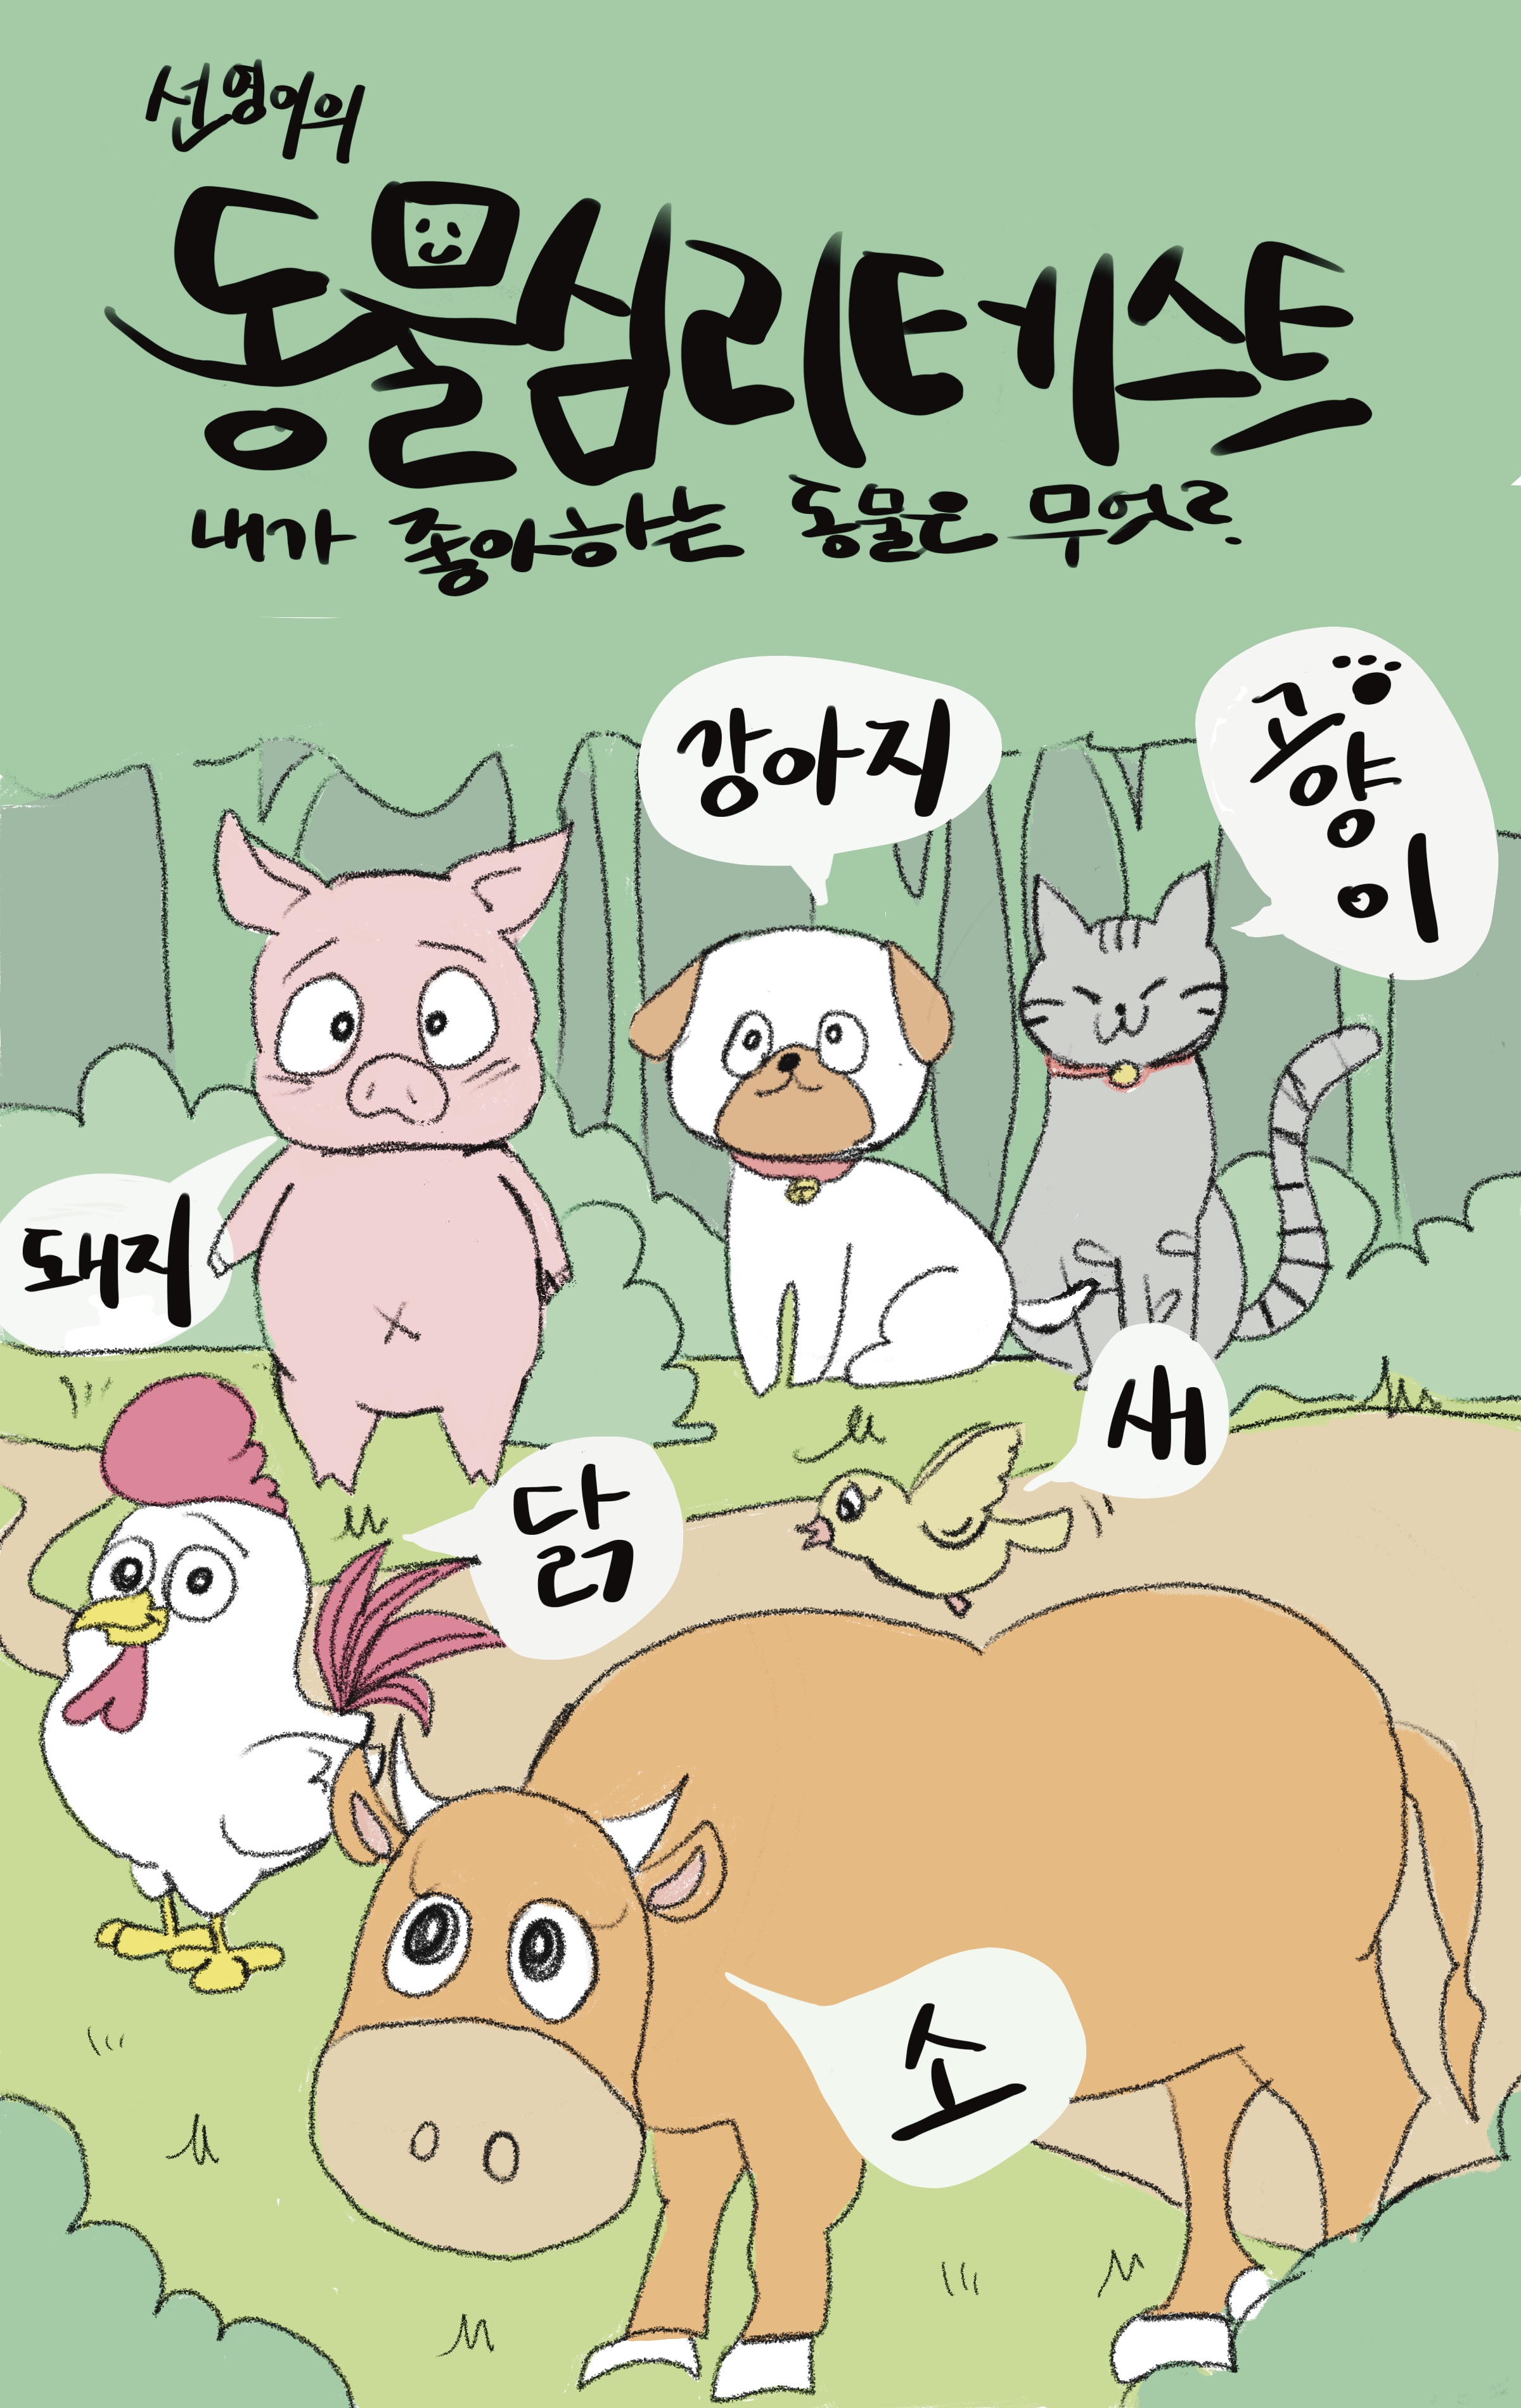 선영이의
동물심리테스트
내가 좋아하는 동물은 무엇?
강아지
고양이
돼지
새
닭
소